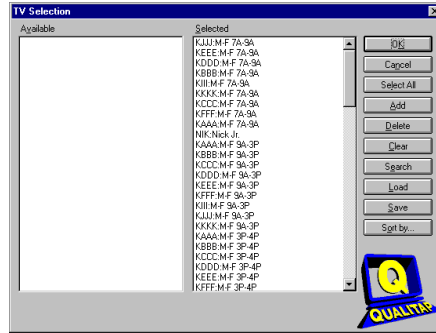 TV Selection
Available
Selected
KJJJ:M-F 7A-9A
KEEE:M-F 7A-9A
KDDD:M-F 7A-9A
KBBB:M-F 7A-9A
KIII:M-F 7A-9A
KKKK:M-F 7A-9A
KCCC:M-F 7A-9A
KFFF:M-F 7A-9A
KAAA:M-F 7A-9A
NIK:Nick Jr.
KAAA:M-F 9A-3P
KBBB:M-F 9A-3P
KCCC:M-F 9A-3P
KDDD:M-F 9A-3P
KEEE:M-F 9A-3P
KFFF:M-F 9A-3P
KIII:M-F 9A-3P
KJJJ:M-F 9A-3P
KKKK:M-F 9A-3P
KAAA:M-F 3P-4P
KBBB:M-F 3P-4P
KCCC:M-F 3P-4P
KDDD:M-F 3P-4P
KEEE:M-F 3P-4P
KFFF:M-F 3P-4P
OK
Cancel
Select All
Add
Delete
Clear
Search
Load
Save
Sort by...
Q
QUALITAP